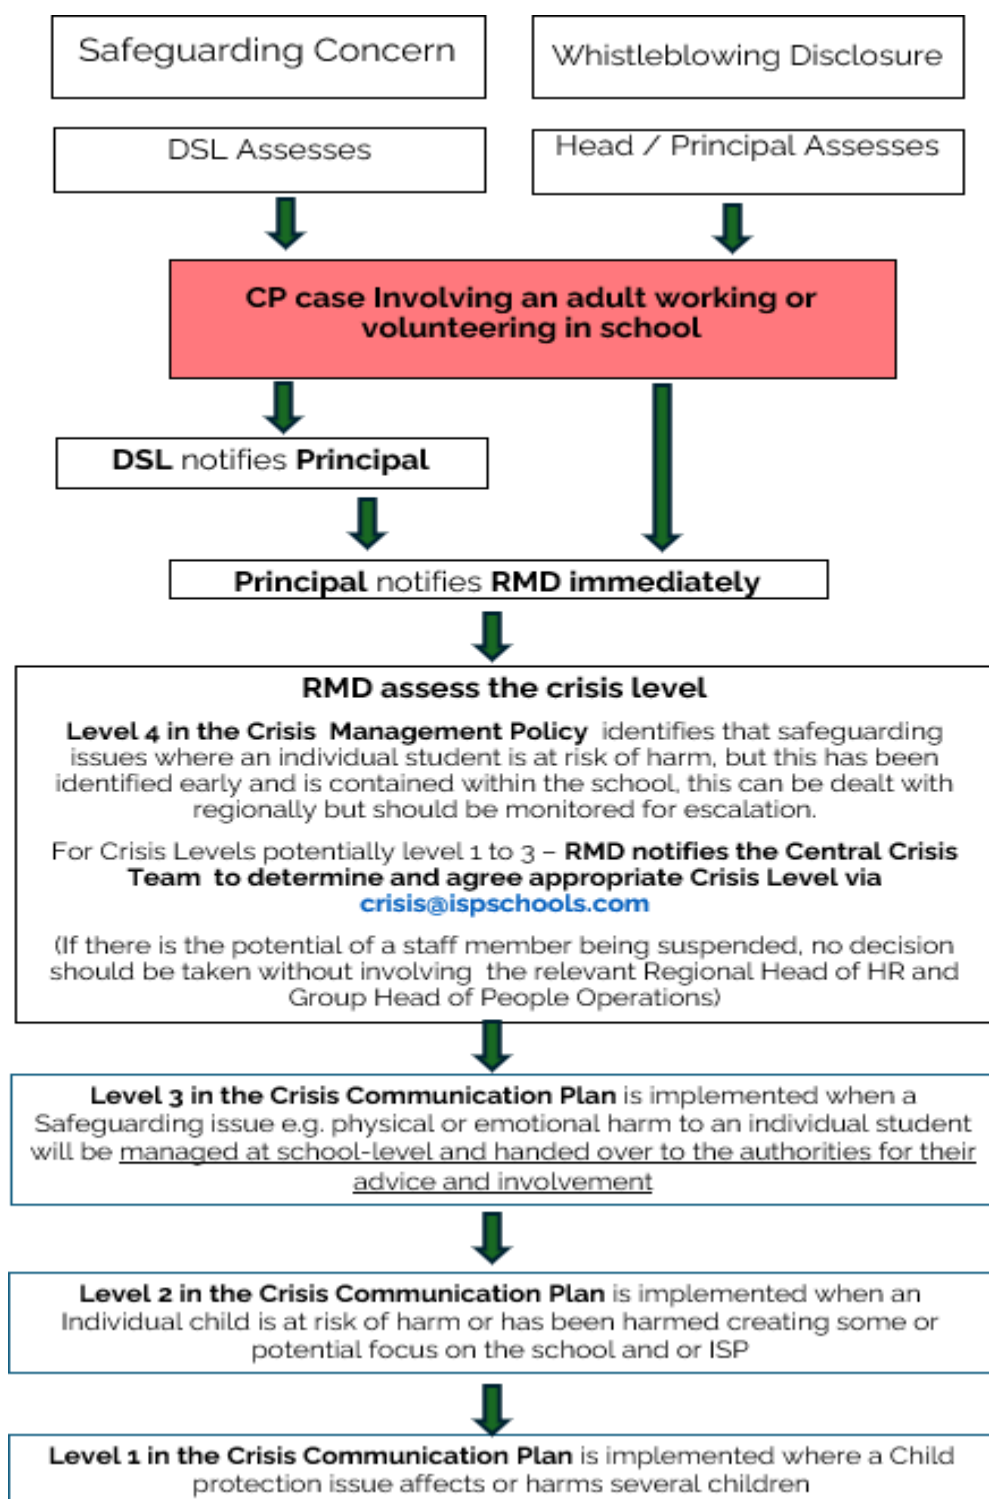 Safeguarding Concern
Whistleblowing Disclosure
DSL Assesses
Head / Principal Assesses
CP case Involving an adult working or
volunteering in school
DSL notifies Principal
Principal notifies RMD immediately
RMD assess the crisis level
Level 4 in the Crisis Management Policy identifies that safeguarding
issues where an individual student is at risk of harm, but this has been
identified early and is contained within the school, this can be dealt with
regionally but should be monitored for escalation.
For Crisis Levels potentially level 1 to 3 – RMD notifies the Central Crisis
Team to determine and agree appropriate Crisis Level via
crisis@ispschools.com
(If there is the potential of a staff member being suspended, no decision
should be taken without involving the relevant Regional Head of HR and
Group Head of People Operations)
Level 3 in the Crisis Communication Plan is implemented when a
Safeguarding issue e.g. physical or emotional harm to an individual student
will be managed at school-level and handed over to the authorities for their
advice and involvement
Level 2 in the Crisis Communication Plan is implemented when an
Individual child is at risk of harm or has been harmed creating some or
potential focus on the school and or ISP
Level 1 in the Crisis Communication Plan is implemented where a Child
protection issue affects or harms several children